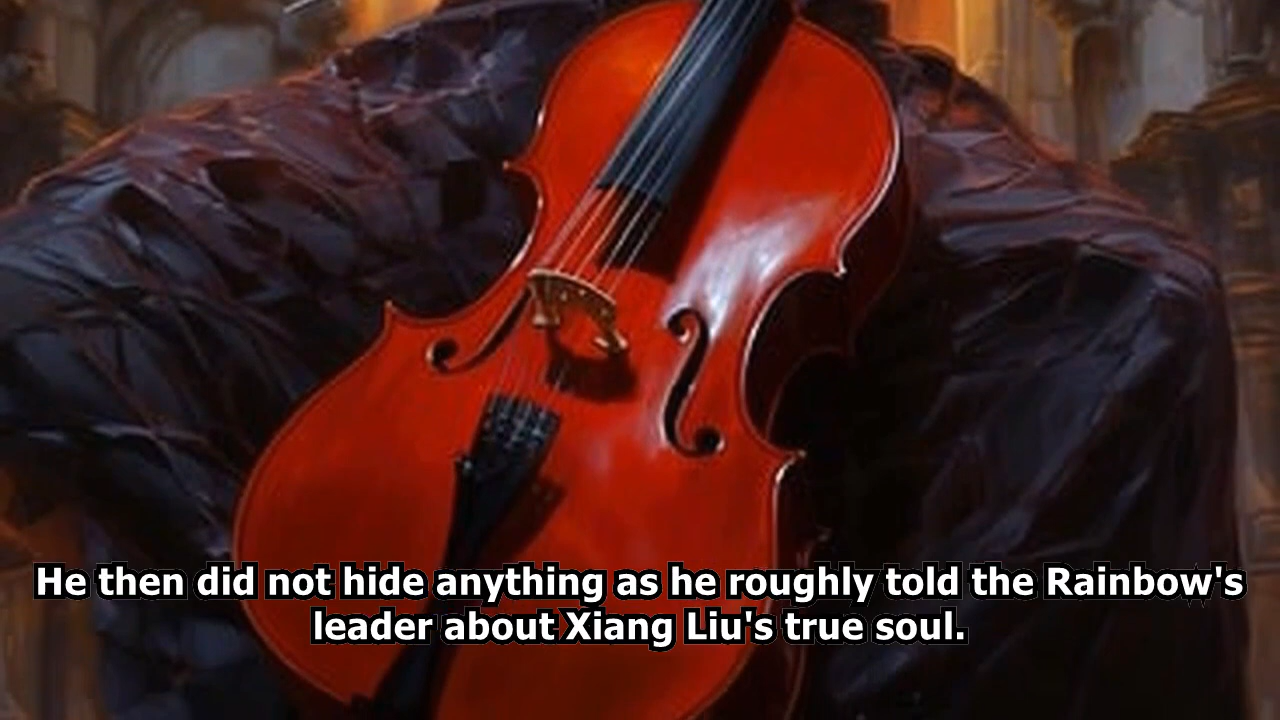 He then did not hide anything as he roughly told the Rainbow's
leader about Xiang Liu's true soul.